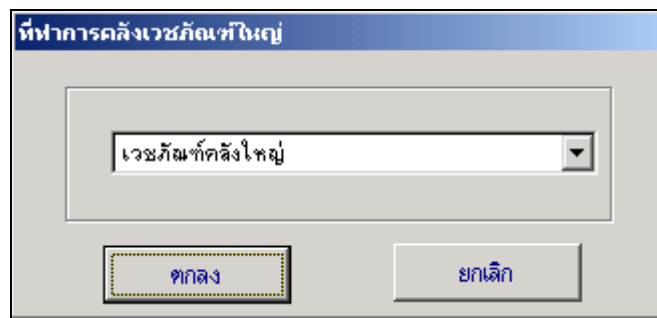 ที่ทำการคลังเวชภัณฑ์ใหญ่
เวชภัณฑ์คลังใหญ่
ตกลง
ยกเลิก